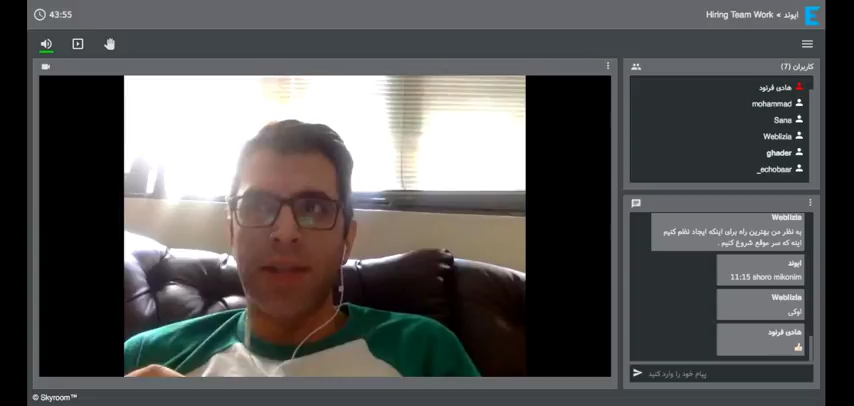 43:55
ایوند » Hiring Team Work
کاربران (7)
هادی فرنود
mohammad
Sana
Weblizia
ghader
echobaar_
Weblizia
به نظر من بهترین راه برای اینکه ایجاد نظم کنیم
اینه که سر موقع شروع کنیم .
ایوند
11:15 shoro mikonim
Weblizia
اوکی
هادی فرنود
پیام خود را وارد کنید
© Skyroom™